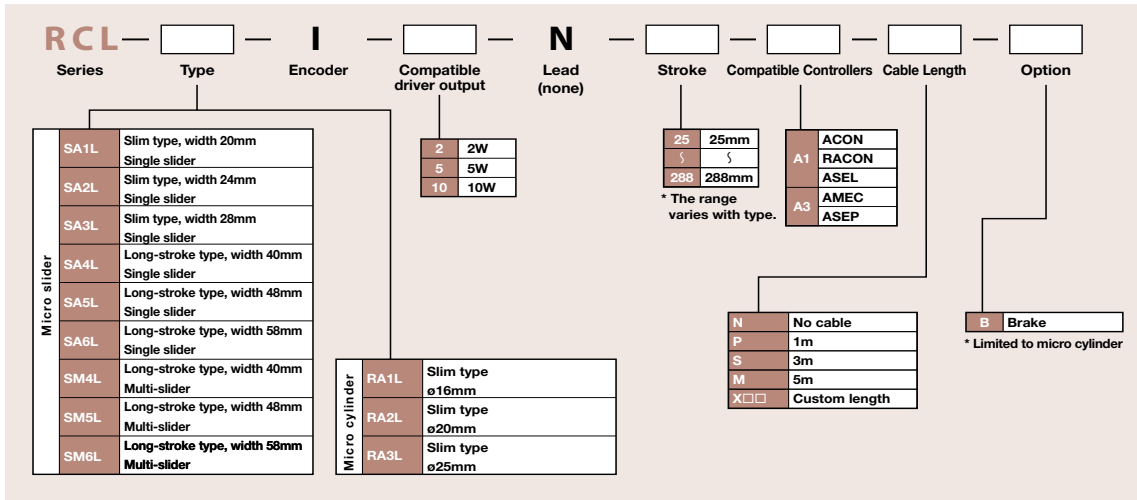 RCL — — I — — N — — — —
Series Type Encoder Compatible driver output Lead (none) Stroke Compatible Controllers Cable Length Option
Micro slider
SA1L Slim type, width 20mm
Single slider
SA2L Slim type, width 24mm
Single slider
SA3L Slim type, width 28mm
Single slider
SA4L Long-stroke type, width 40mm
Single slider
SA5L Long-stroke type, width 48mm
Single slider
SA6L Long-stroke type, width 58mm
Single slider
SM4L Long-stroke type, width 40mm
Multi-slider
SM5L Long-stroke type, width 48mm
Multi-slider
SM6L Long-stroke type, width 58mm
Multi-slider
Micro cylinder
RA1L Slim type
ø16mm
RA2L Slim type
ø20mm
RA3L Slim type
ø25mm
2 2W
5 5W
10 10W
25 25mm
⟆ ⟆
288 288mm
* The range
varies with type.
A1 ACON
RACON
ASEL
A3 AMEC
ASEP
N No cable
P 1m
S 3m
M 5m
X□□ Custom length
B Brake
* Limited to micro cylinder